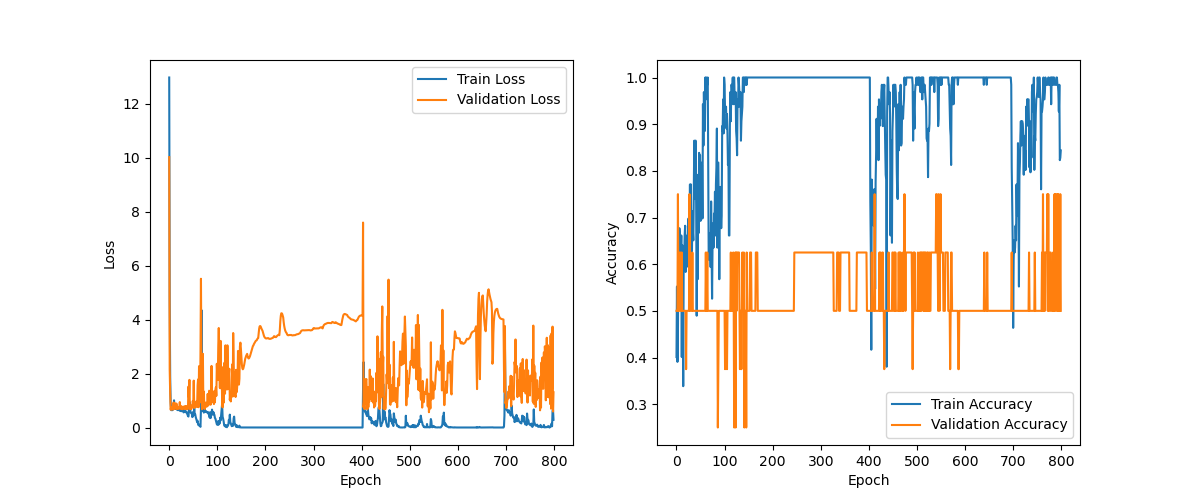 Train Loss
Validation Loss
12
10
8
6
4
2
0
Loss
0 100 200 300 400 500 600 700 800
Epoch
1.0
0.9
0.8
0.7
0.6
0.5
0.4
0.3
Accuracy
Train Accuracy
Validation Accuracy
0 100 200 300 400 500 600 700 800
Epoch